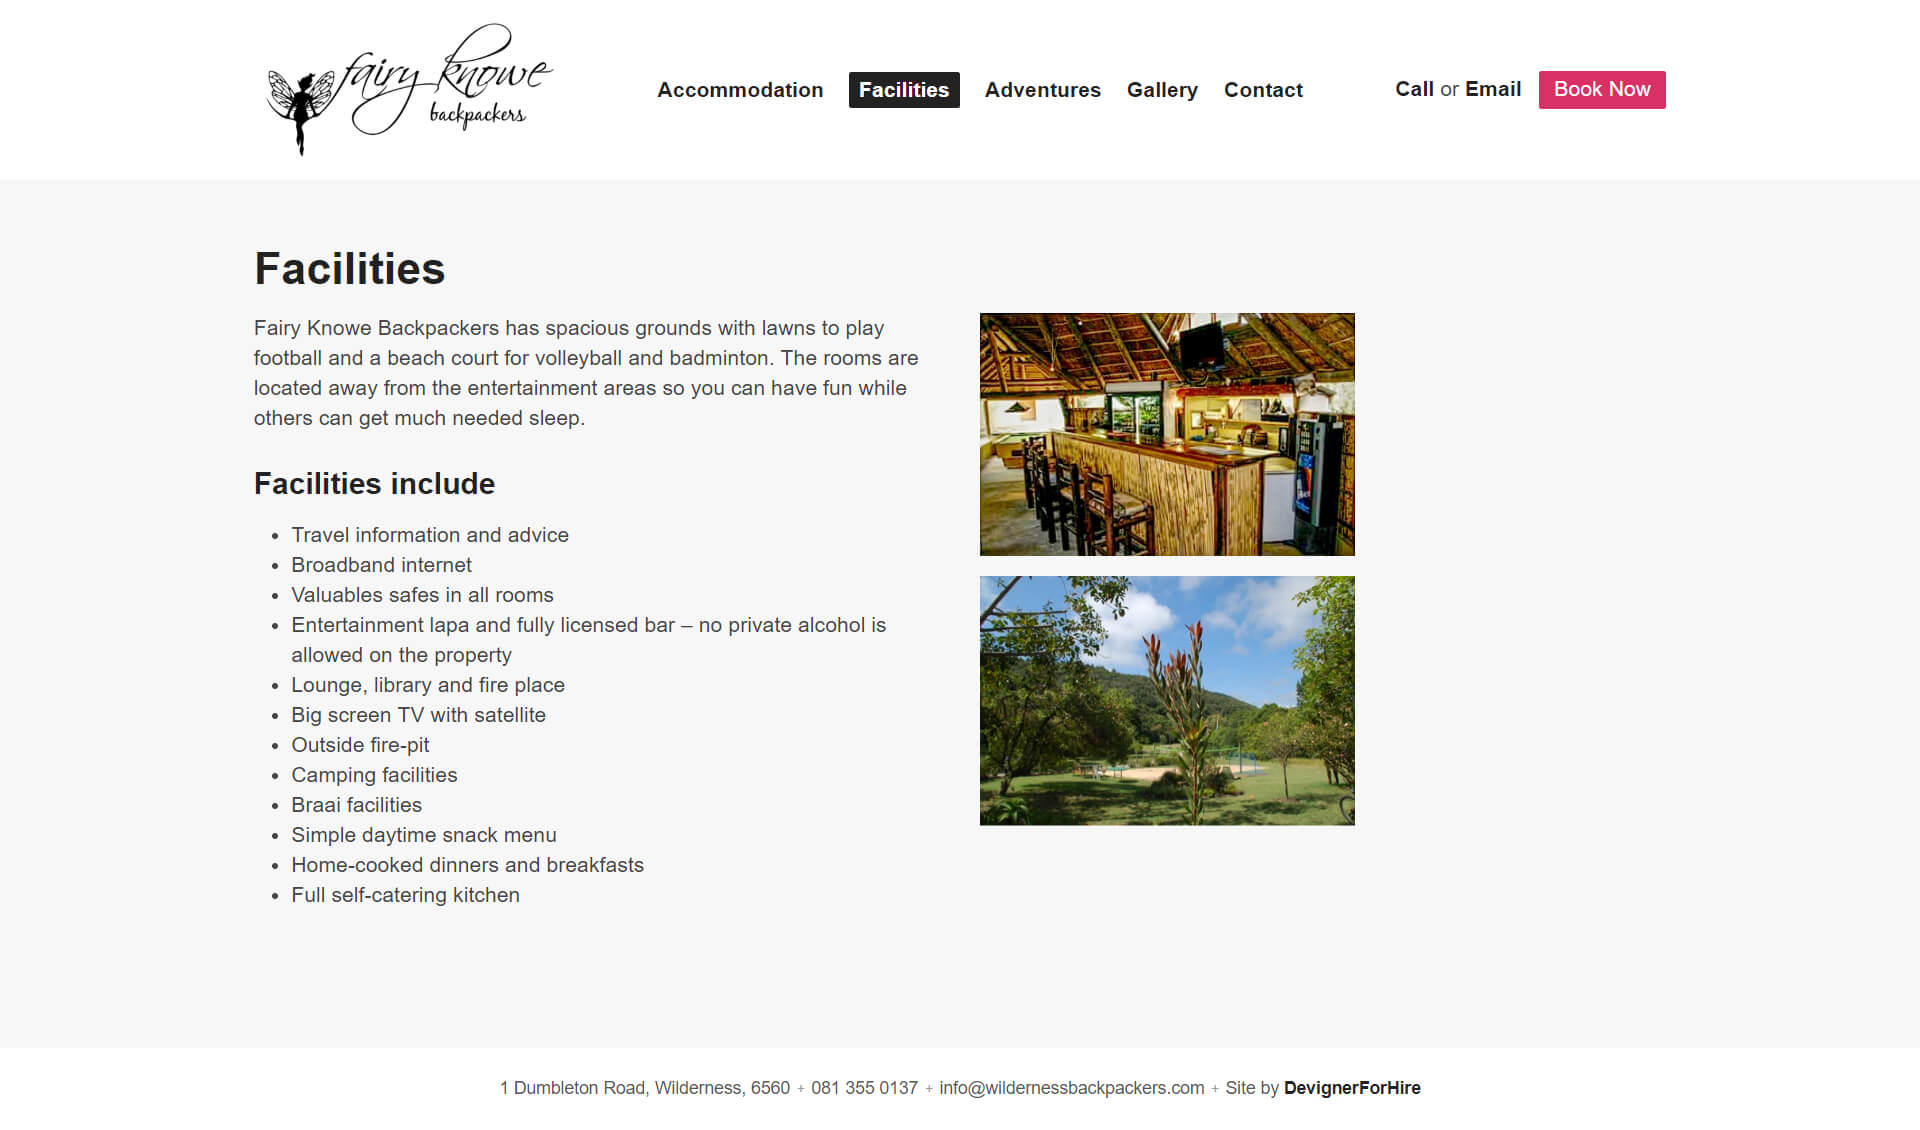 fairy knowe
backpackers
Accommodation
Facilities
Adventures
Gallery
Contact
Call or Email
Book Now
Facilities
Fairy Knowe Backpackers has spacious grounds with lawns to play
football and a beach court for volleyball and badminton. The rooms are
located away from the entertainment areas so you can have fun while
others can get much needed sleep.
Facilities include
• Travel information and advice
• Broadband internet
• Valuables safes in all rooms
• Entertainment lapa and fully licensed bar – no private alcohol is
allowed on the property
• Lounge, library and fire place
• Big screen TV with satellite
• Outside fire-pit
• Camping facilities
• Braai facilities
• Simple daytime snack menu
• Home-cooked dinners and breakfasts
• Full self-catering kitchen
1 Dumbleton Road, Wilderness, 6560 + 081 355 0137 + info@wildernessbackpackers.com + Site by DevignerForHire